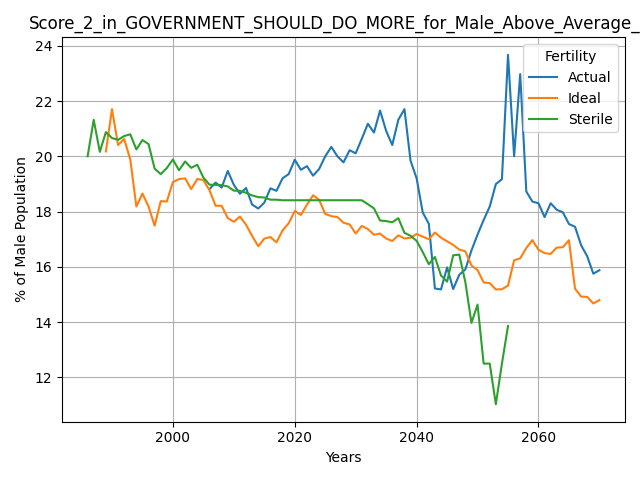 Score_2_in_GOVERNMENT_SHOULD_DO_MORE_for_Male_Above_Average_
24
22
20
18
16
14
12
% of Male Population
Fertility
Actual
Ideal
Sterile
2000 2020 2040 2060
Years